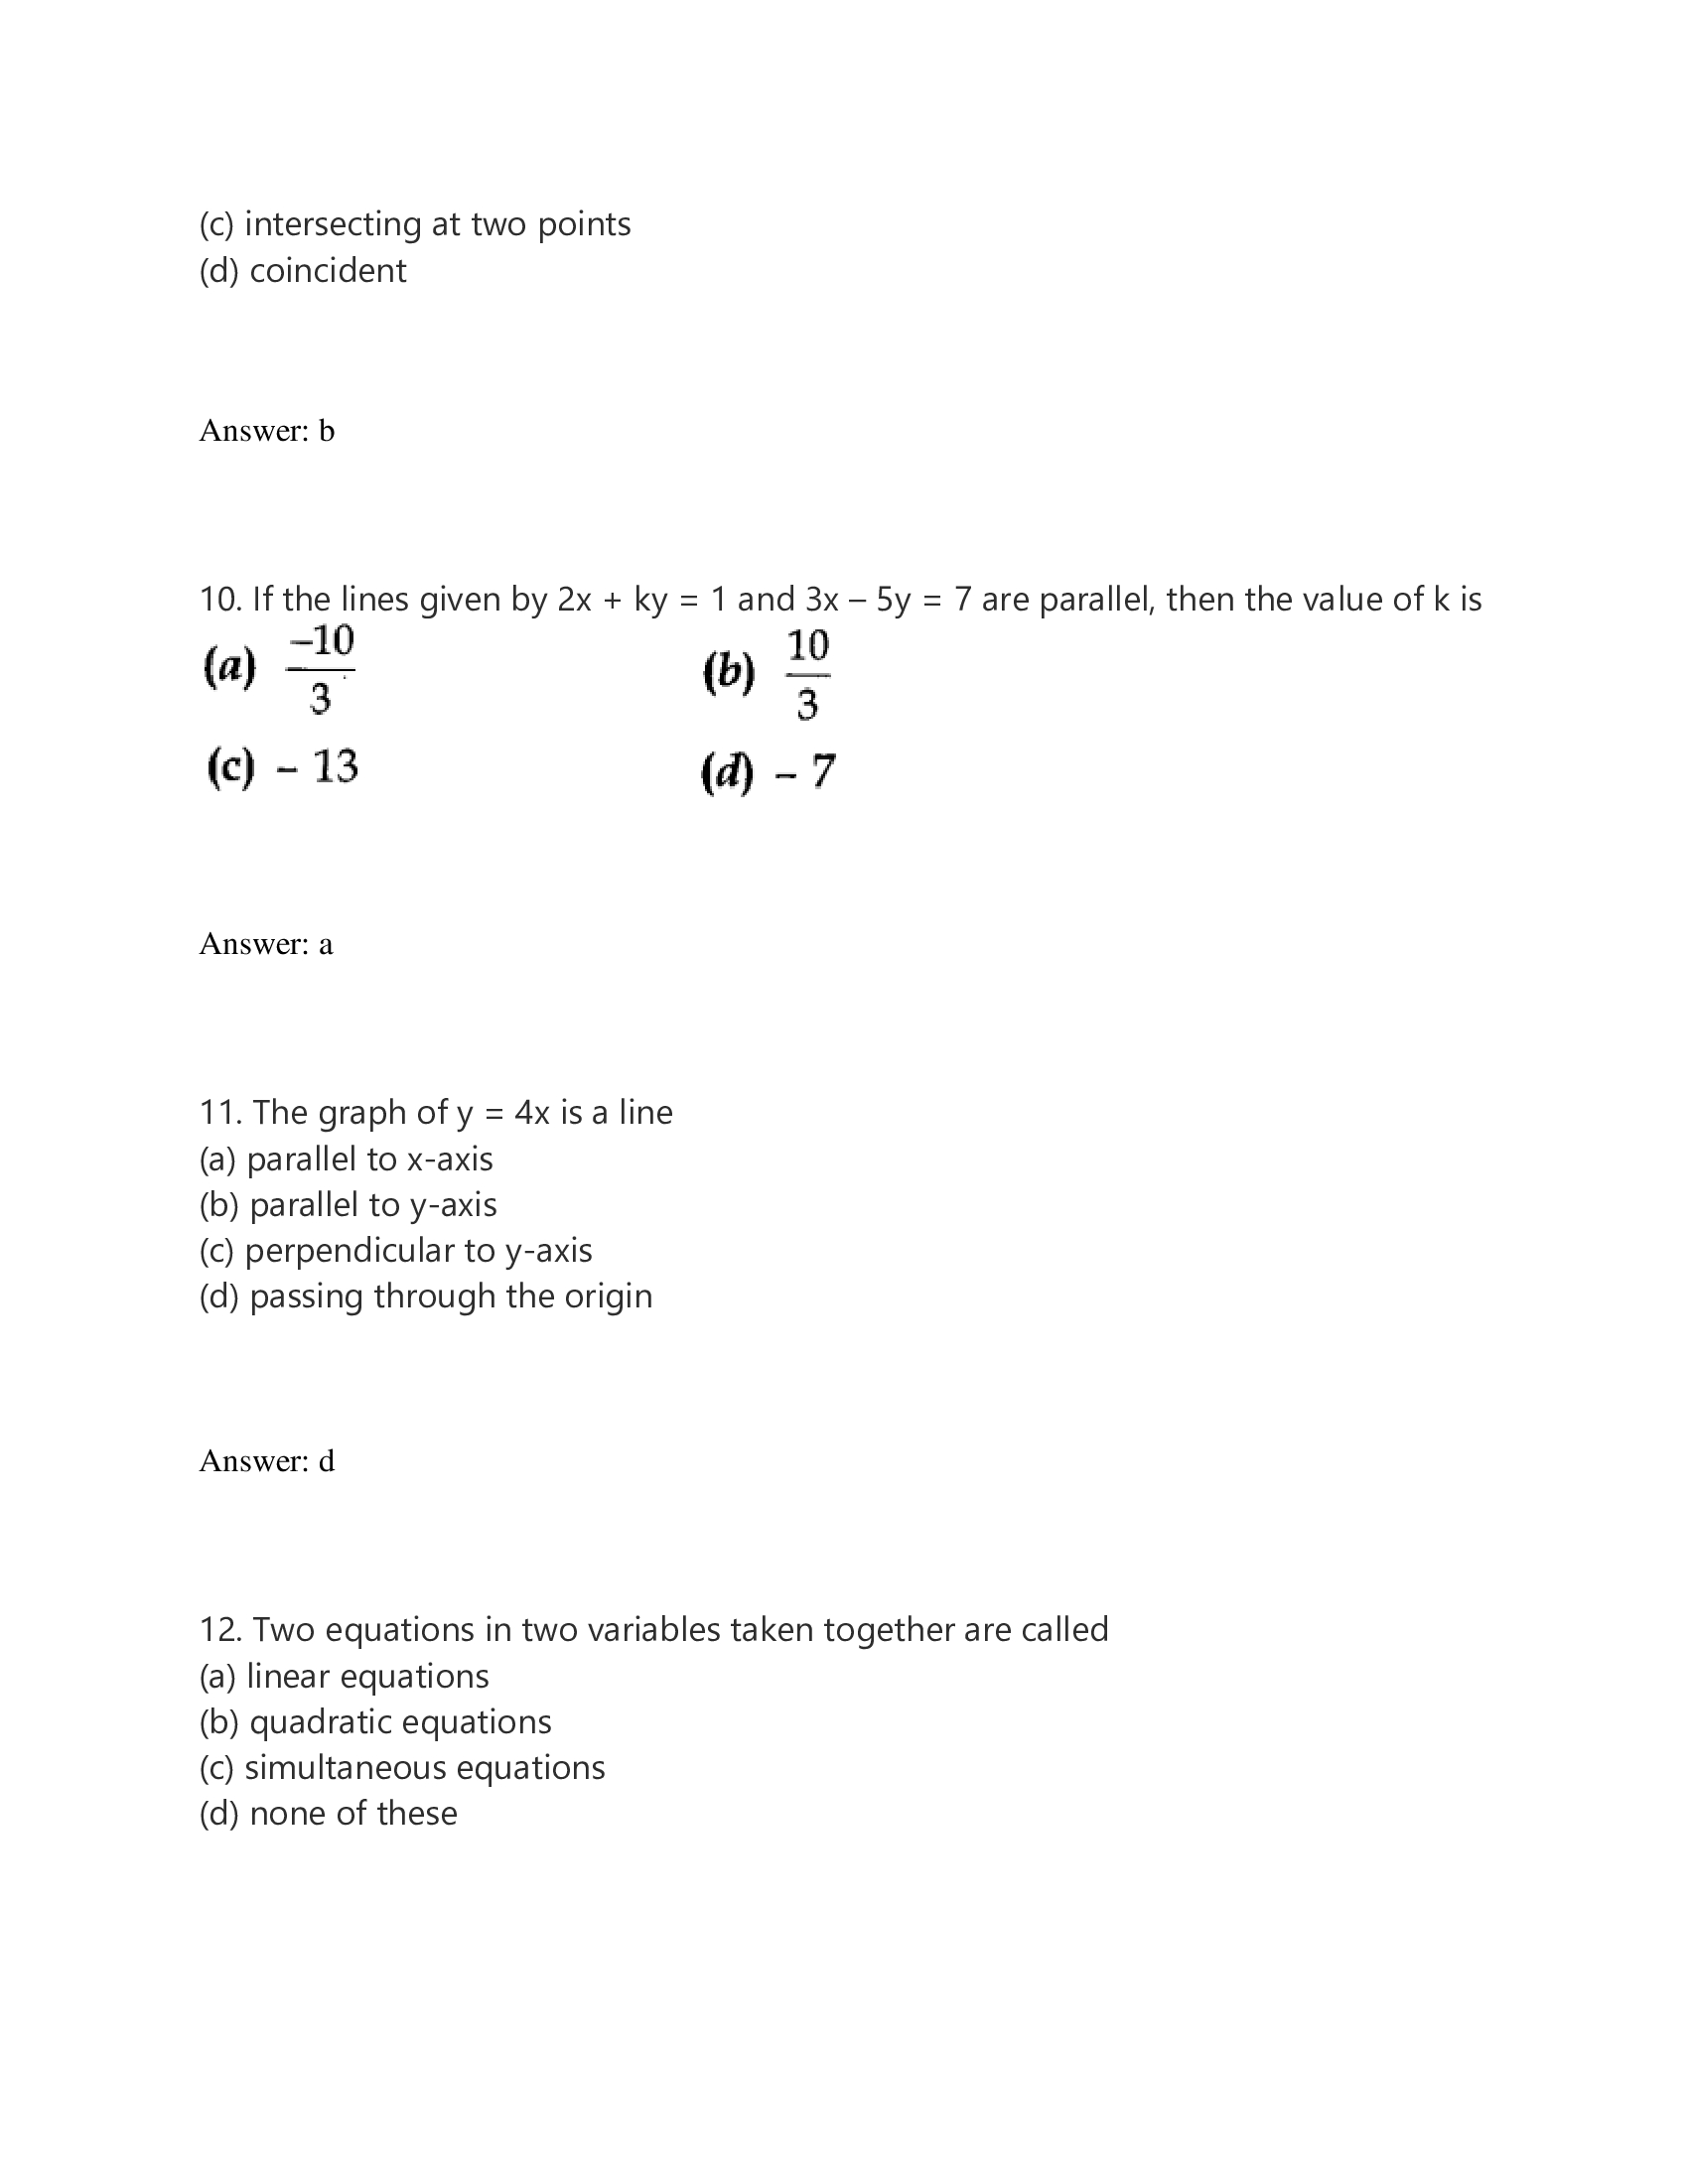 (c) intersecting at two points
(d) coincident
Answer: b
10. If the lines given by 2x + ky = 1 and 3x – 5y = 7 are parallel, then the value of k is
(a) –10/3 (b) 10/3
(c) – 13 (d) – 7
Answer: a
11. The graph of y = 4x is a line
(a) parallel to x-axis
(b) parallel to y-axis
(c) perpendicular to y-axis
(d) passing through the origin
Answer: d
12. Two equations in two variables taken together are called
(a) linear equations
(b) quadratic equations
(c) simultaneous equations
(d) none of these